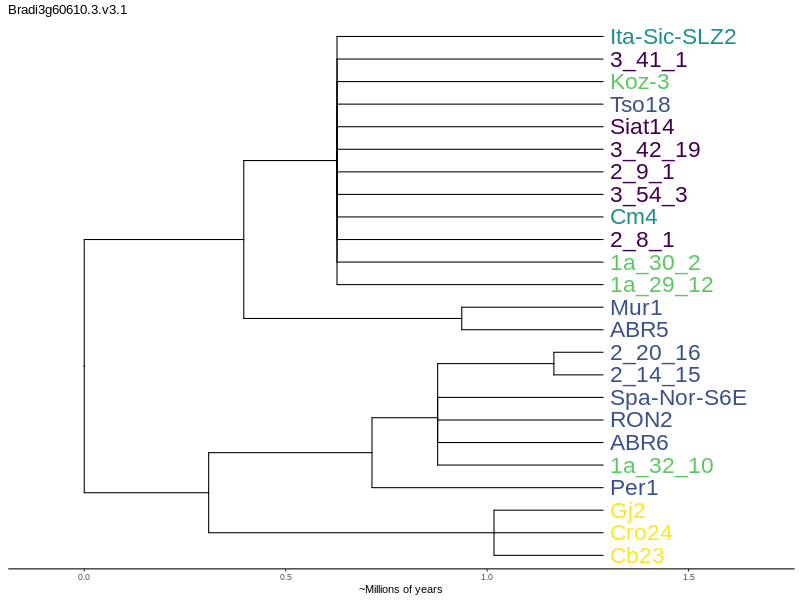 Bradi3g60610.3.v3.1
Ita-Sic-SLZ2
3_41_1
Koz-3
Tso18
Siat14
3_42_19
2_9_1
3_54_3
Cm4
2_8_1
1a_30_2
1a_29_12
Mur1
ABR5
2_20_16
2_14_15
Spa-Nor-S6E
RON2
ABR6
1a_32_10
Per1
Gj2
Cro24
Cb23
0.0 0.5 1.0 1.5
~Millions of years